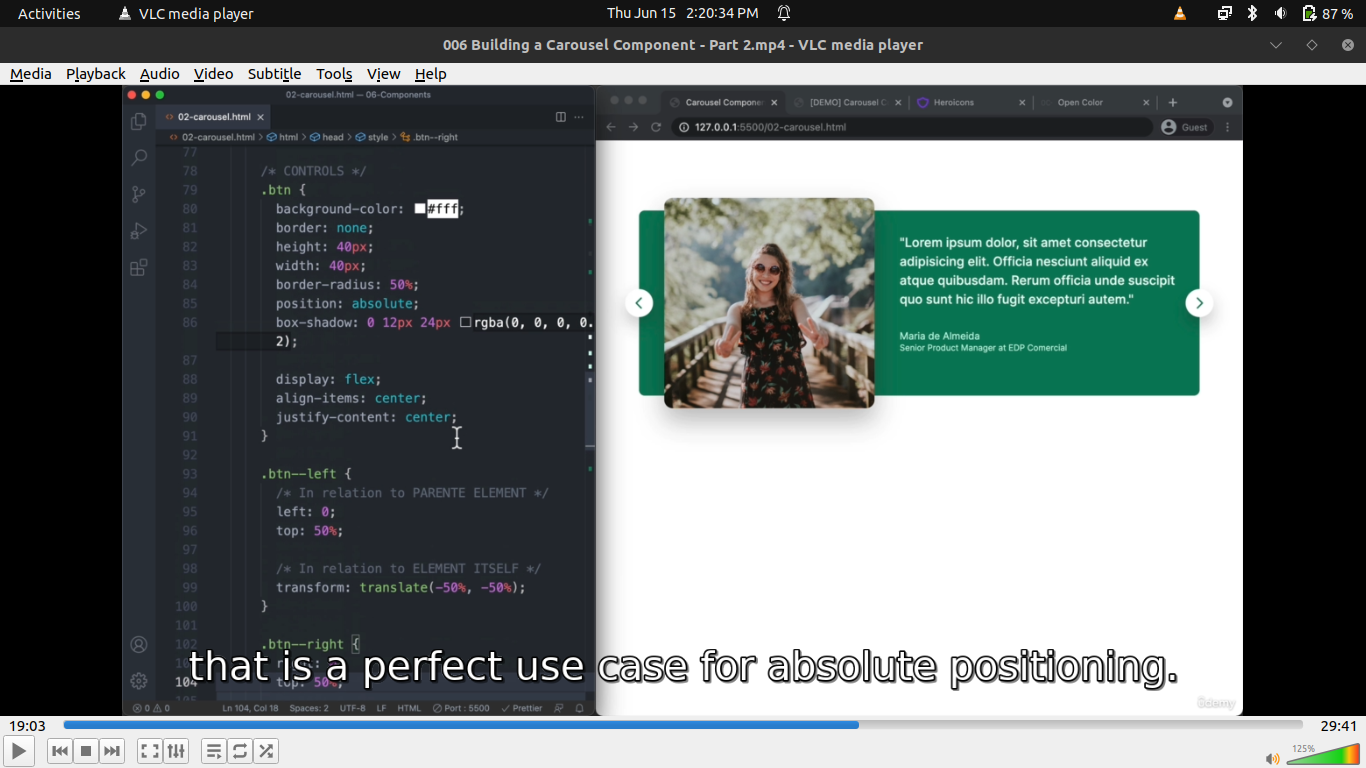 Activities
VLC media player
Thu Jun 15 2:20:34 PM
87 %
006 Building a Carousel Component - Part 2.mp4 - VLC media player
Media Playback Audio Video Subtitle Tools View Help
02-carousel.html — 06-Components
02-carousel.html
02-carousel.html > html > head > style > .btn--right
77
78 /* CONTROLS */
79 .btn {
80 background-color: #fff;
81 border: none;
82 height: 40px;
83 width: 40px;
84 border-radius: 50%;
85 position: absolute;
86 box-shadow: 0 12px 24px rgba(0, 0, 0, 0.
2);
87
88 display: flex;
89 align-items: center;
90 justify-content: center;
91 }
92
93 .btn--left {
94 /* In relation to PARENTE ELEMENT */
95 left: 0;
96 top: 50%;
97
98 /* In relation to ELEMENT ITSELF */
99 transform: translate(-50%, -50%);
100 }
101
102 .btn--right {
104 top: 50%;
0 0
Ln 104, Col 18 Spaces: 2 UTF-8 LF HTML Port : 5500 Prettier
Carousel Compone
[DEMO] Carousel C
Heroicons
Open Color
127.0.0.1:5500/02-carousel.html
Guest
"Lorem ipsum dolor, sit amet consectetur
adipisicing elit. Officia nesciunt aliquid ex
atque quibusdam. Rerum officia unde suscipit
quo sunt hic illo fugit excepturi autem."
Maria de Almeida
Senior Product Manager at EDP Comercial
that is a perfect use case for absolute positioning.
ûdemy
19:03
29:41
125%